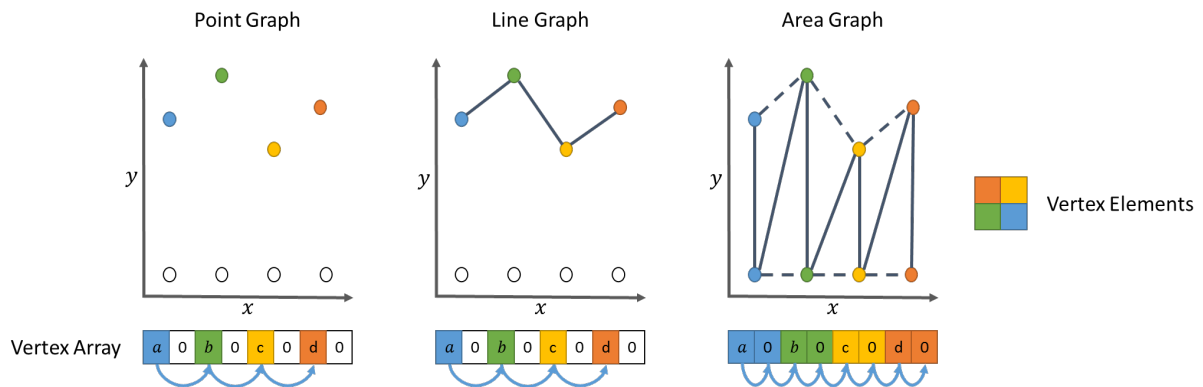 Point Graph
Line Graph
Area Graph
y
x
y
x
y
x
Vertex Elements
Vertex Array
a 0 b 0 c 0 d 0
a 0 b 0 c 0 d 0
a 0 b 0 c 0 d 0